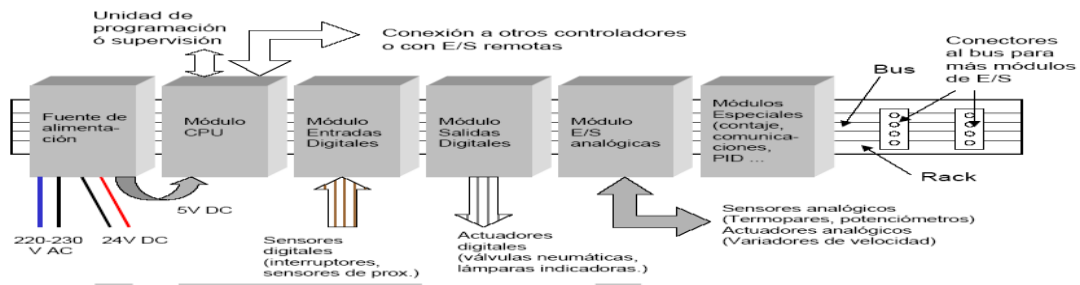 Unidad de
programación
ó supervisión
Conexión a otros controladores
o con E/S remotas
Conectores
al bus para
más módulos
de E/S
Bus
Fuente de
alimenta-
ción
Módulo
CPU
Módulo
Entradas
Digitales
Módulo
Salidas
Digitales
Módulo
E/S
analógicas
Módulos
Especiales
(contaje,
comunica-
ciones,
PID ...
Rack
5V DC
220-230
V AC
24V DC
Sensores
digitales
(interruptores,
sensores de prox.)
Actuadores
digitales
(válvulas neumáticas,
lámparas indicadoras.)
Sensores analógicos
(Termopares, potenciómetros)
Actuadores analógicos
(Variadores de velocidad)